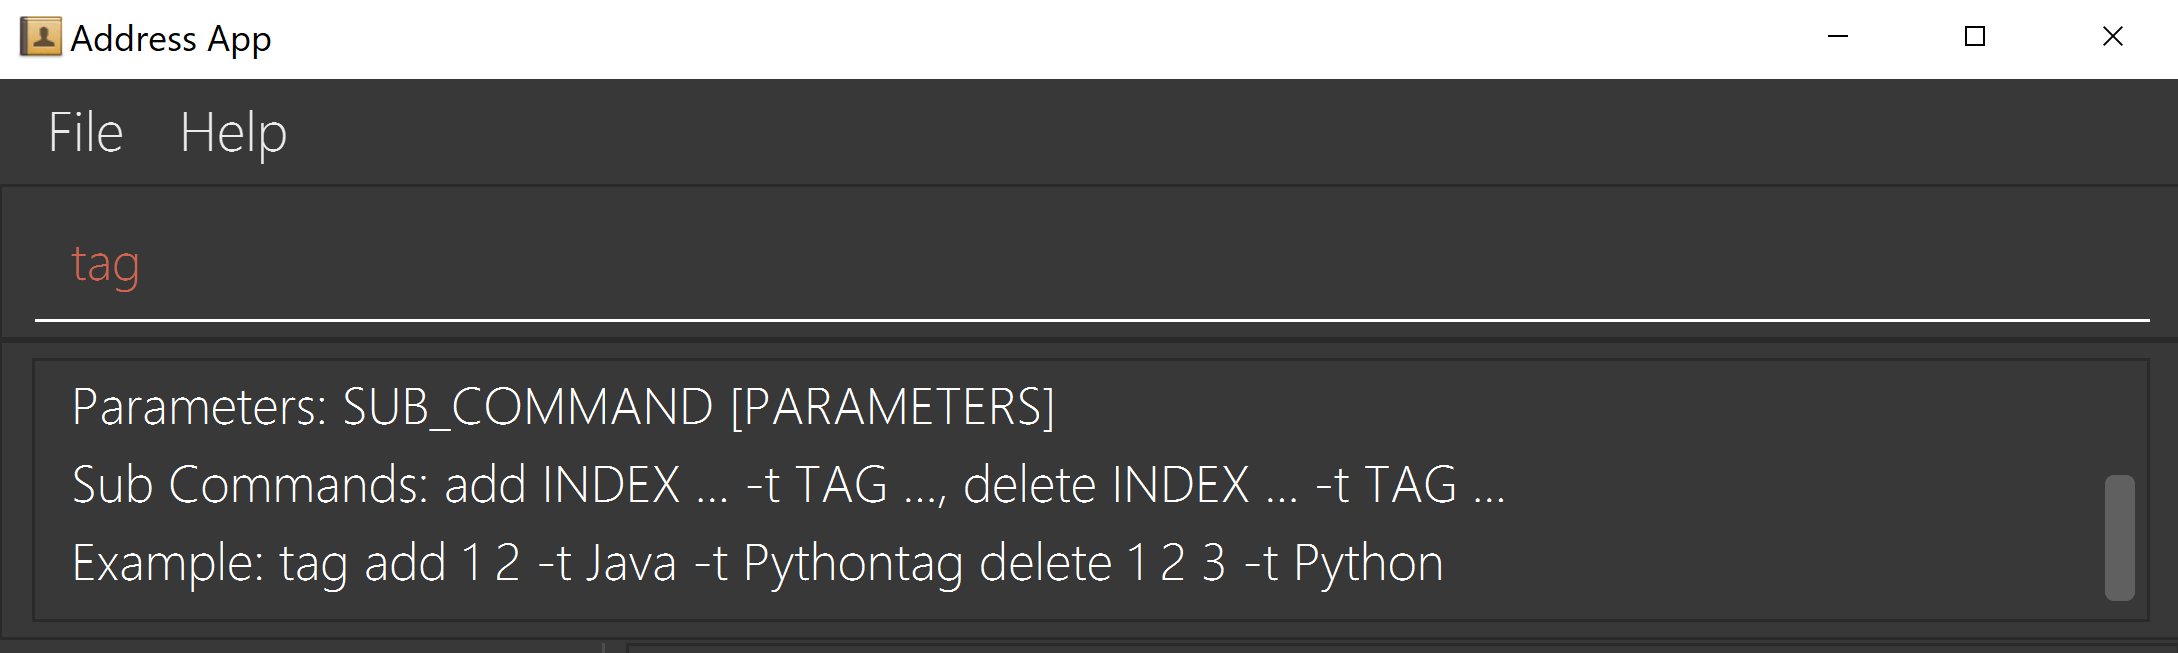 Address App
File Help
tag
Parameters: SUB_COMMAND [PARAMETERS]
Sub Commands: add INDEX ... -t TAG ..., delete INDEX ... -t TAG ...
Example: tag add 1 2 -t Java -t Pythontag delete 1 2 3 -t Python